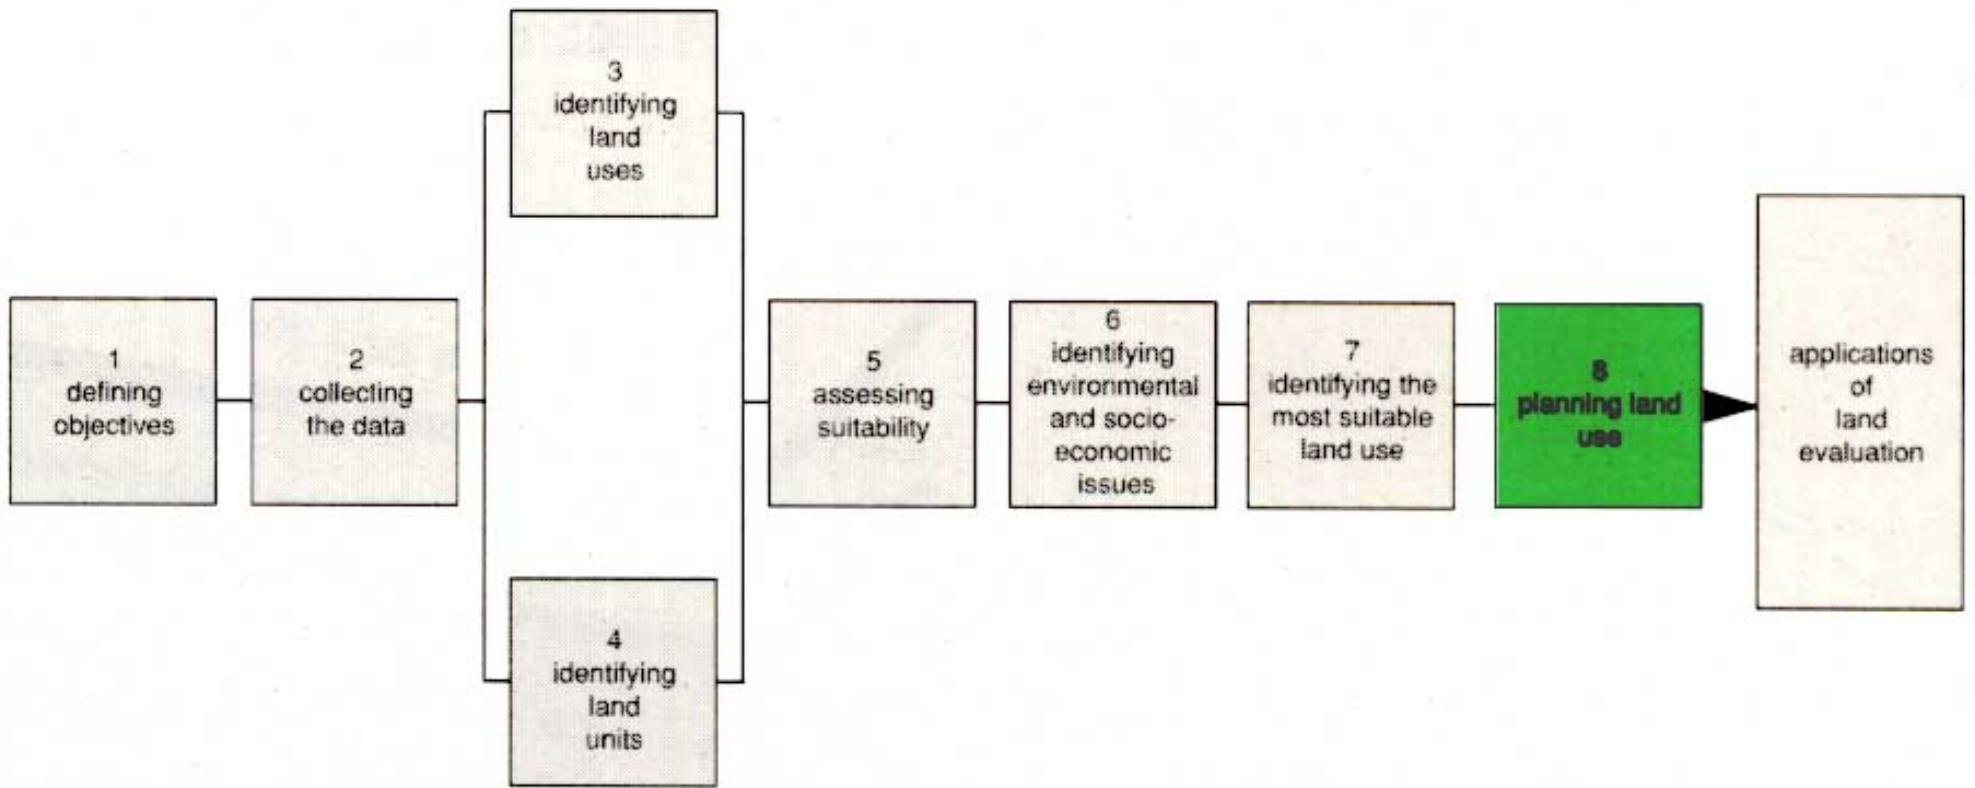 1
defining
objectives
2
collecting
the data
3
identifying
land
uses
4
identifying
land
units
5
assessing
suitability
6
identifying
environmental
and socio-
economic
issues
7
identifying the
most suitable
land use
8
planning land
use
applications
of
land
evaluation